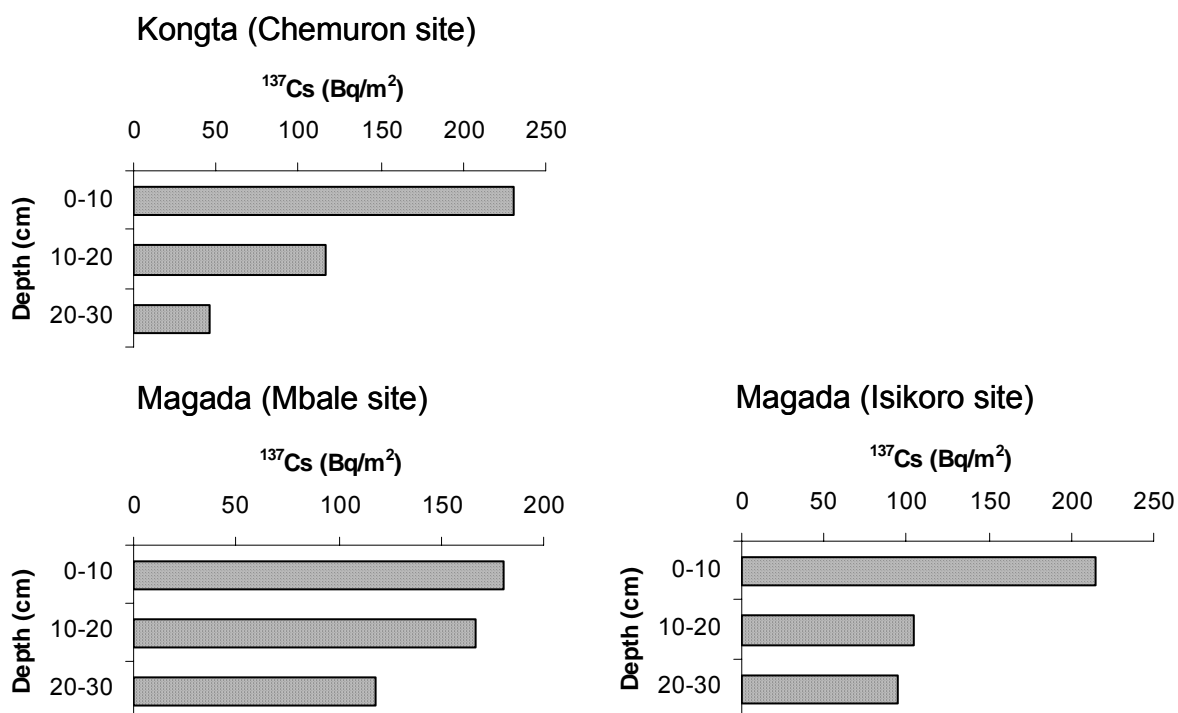 Kongta (Chemuron site)
¹³⁷Cs (Bq/m²)
0 50 100 150 200 250
Depth (cm)
0-10
10-20
20-30
Magada (Mbale site)
¹³⁷Cs (Bq/m²)
0 50 100 150 200
Depth (cm)
0-10
10-20
20-30
Magada (Isikoro site)
¹³⁷Cs (Bq/m²)
0 50 100 150 200 250
Depth (cm)
0-10
10-20
20-30